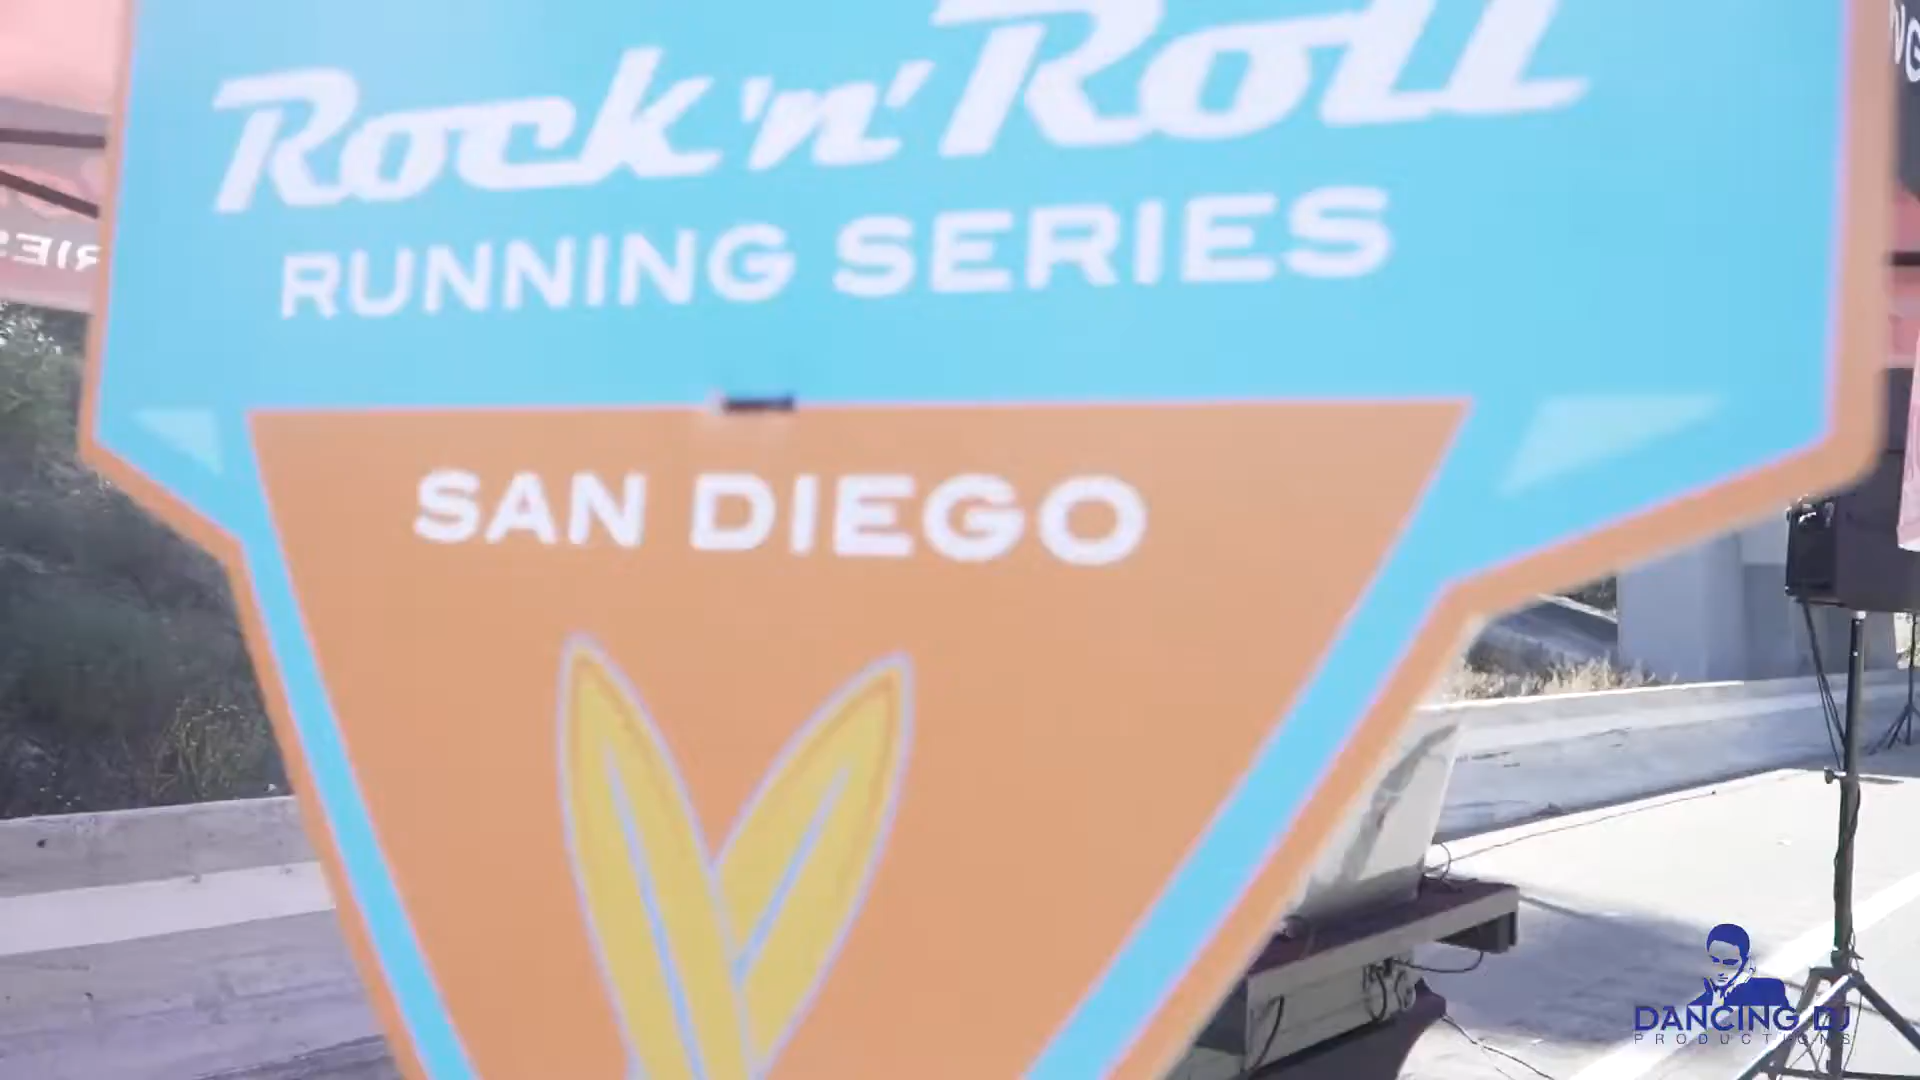 Rock 'n' Roll
RUNNING SERIES
SAN DIEGO
DANCING DJ
PRODUCTIONS